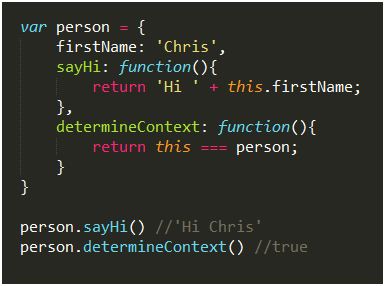 var person = {
    firstName: 'Chris',
    sayHi: function(){
        return 'Hi ' + this.firstName;
    },
    determineContext: function(){
        return this === person;
    }
}

person.sayHi() //'Hi Chris'
person.determineContext() //true